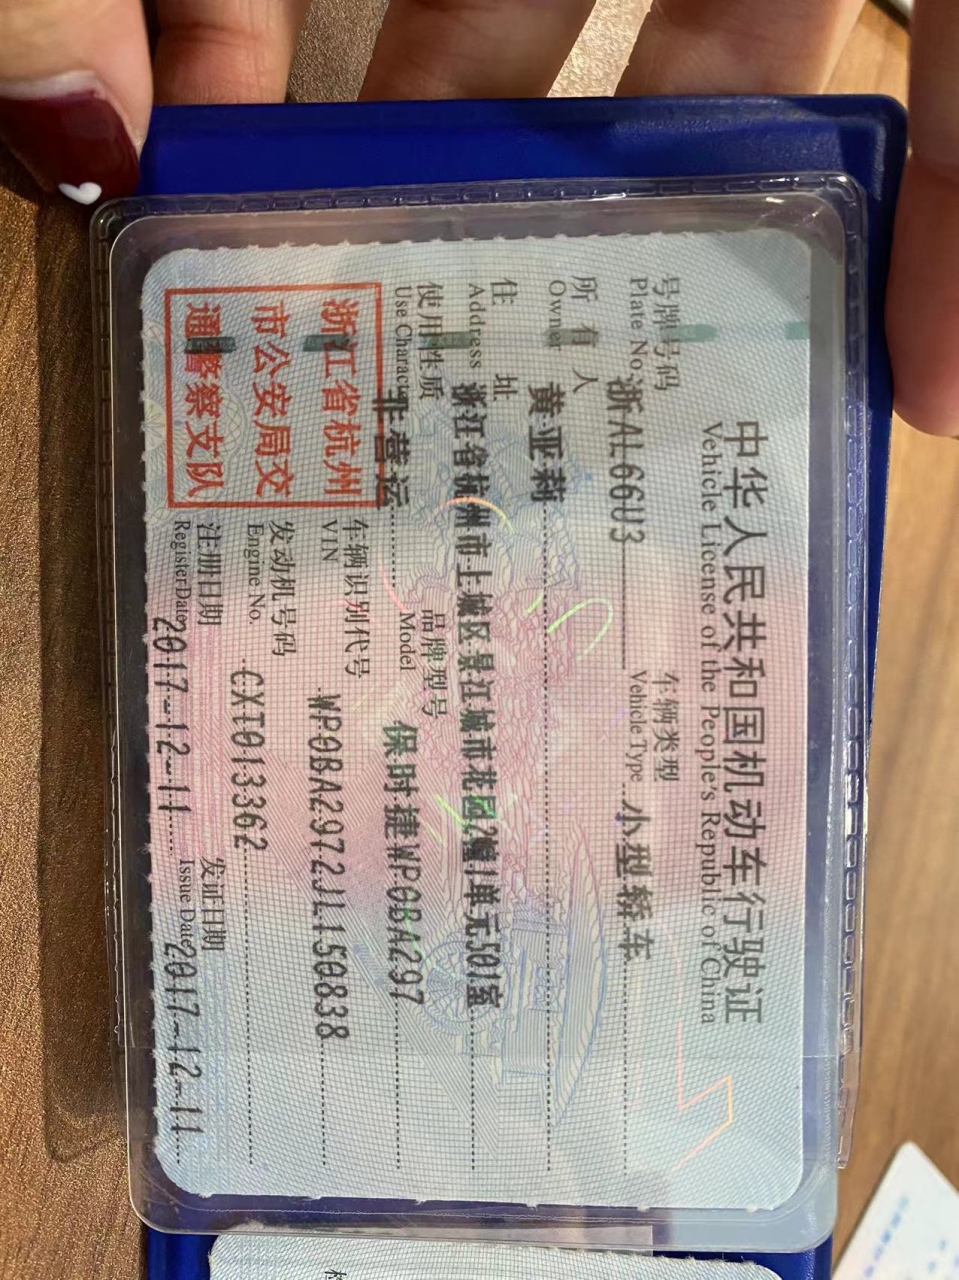 中华人民共和国机动车行驶证
Vehicle License of the People's Republic of China
号牌号码 浙AL66U3 车辆类型 小型轿车
Plate No. Vehicle Type
所有人 黄亚莉
Owner
住址 浙江省杭州市上城区景江城市花园2幢1单元501室
Address
使用性质 非营运 品牌型号 保时捷WP0BA297
Use Charac Model
浙江省杭州
市公安局交
通警察支队
车辆识别代号 WP0BA2972JL150838
VIN
发动机号码 CXT013362
Engine No.
注册日期 2017-12-11 发证日期 2017-12-11
Register Date Issue Date